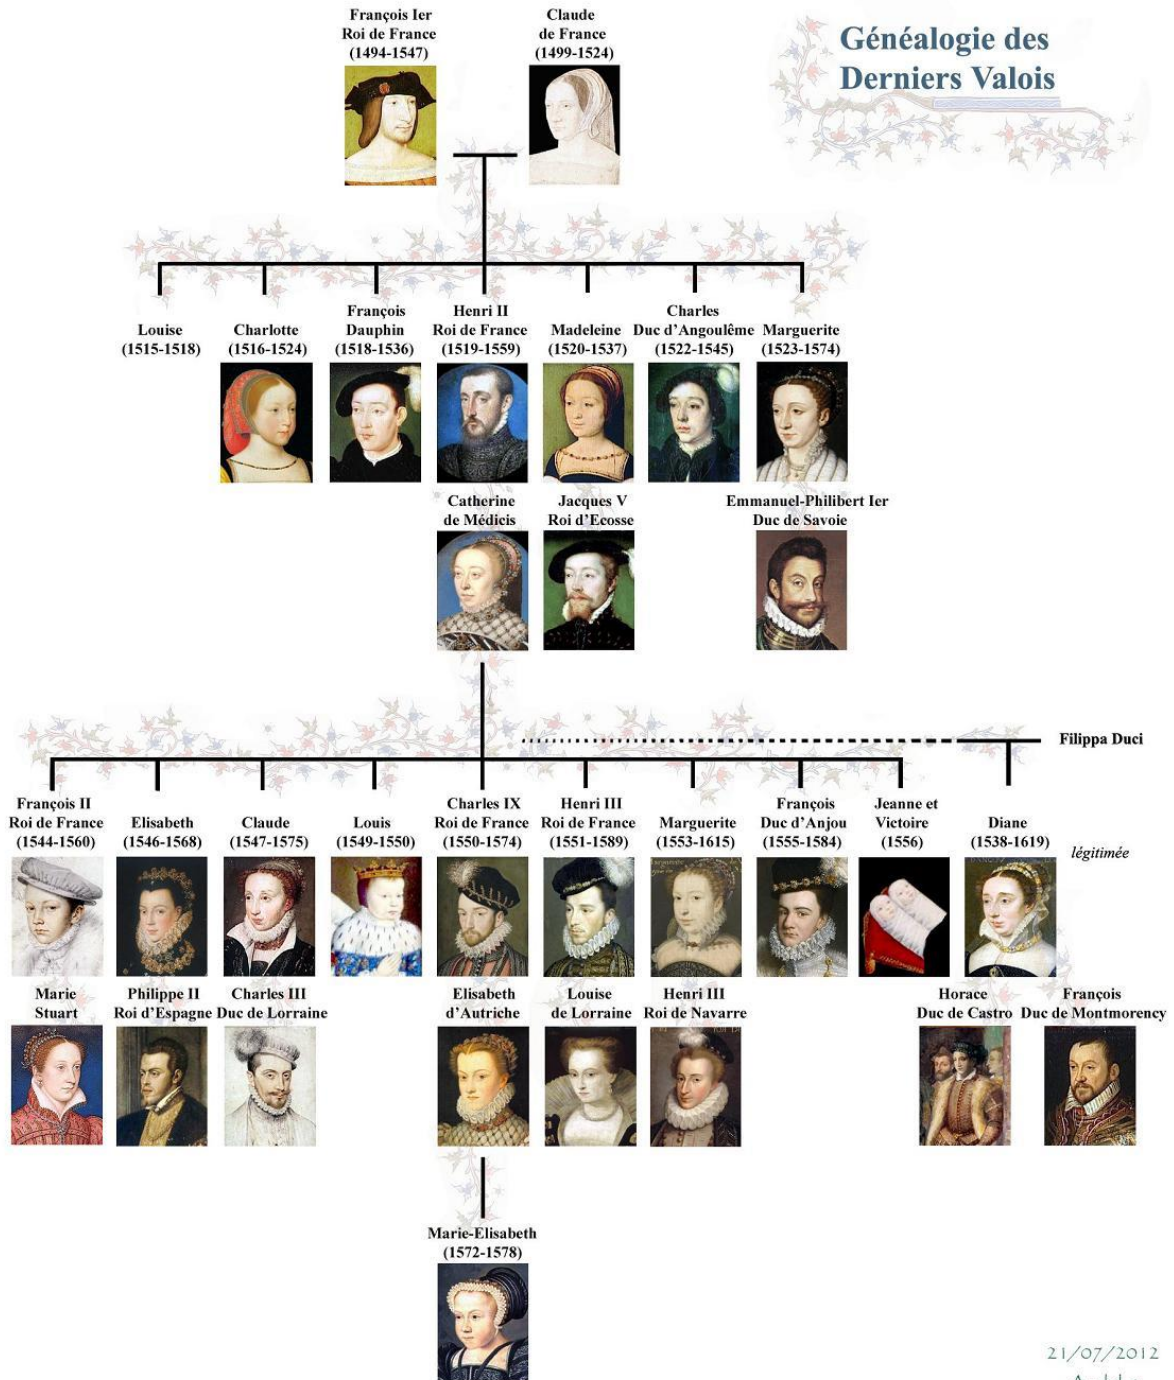 François Ier
Roi de France
(1494-1547)
Claude
de France
(1499-1524)
Généalogie des
Derniers Valois
Louise
(1515-1518)
Charlotte
(1516-1524)
François
Dauphin
(1518-1536)
Henri II
Roi de France
(1519-1559)
Madeleine
(1520-1537)
Charles
Duc d'Angoulême
(1522-1545)
Marguerite
(1523-1574)
Catherine
de Médicis
Jacques V
Roi d'Ecosse
Emmanuel-Philibert Ier
Duc de Savoie
Filippa Duci
François II
Roi de France
(1544-1560)
Elisabeth
(1546-1568)
Claude
(1547-1575)
Louis
(1549-1550)
Charles IX
Roi de France
(1550-1574)
Henri III
Roi de France
(1551-1589)
Marguerite
(1553-1615)
François
Duc d'Anjou
(1555-1584)
Jeanne et
Victoire
(1556)
Diane
(1538-1619)
légitimée
Marie
Stuart
Philippe II
Roi d'Espagne
Charles III
Duc de Lorraine
Elisabeth
d'Autriche
Louise
de Lorraine
Henri III
Roi de Navarre
Horace
Duc de Castro
François
Duc de Montmorency
Marie-Elisabeth
(1572-1578)
21/07/2012